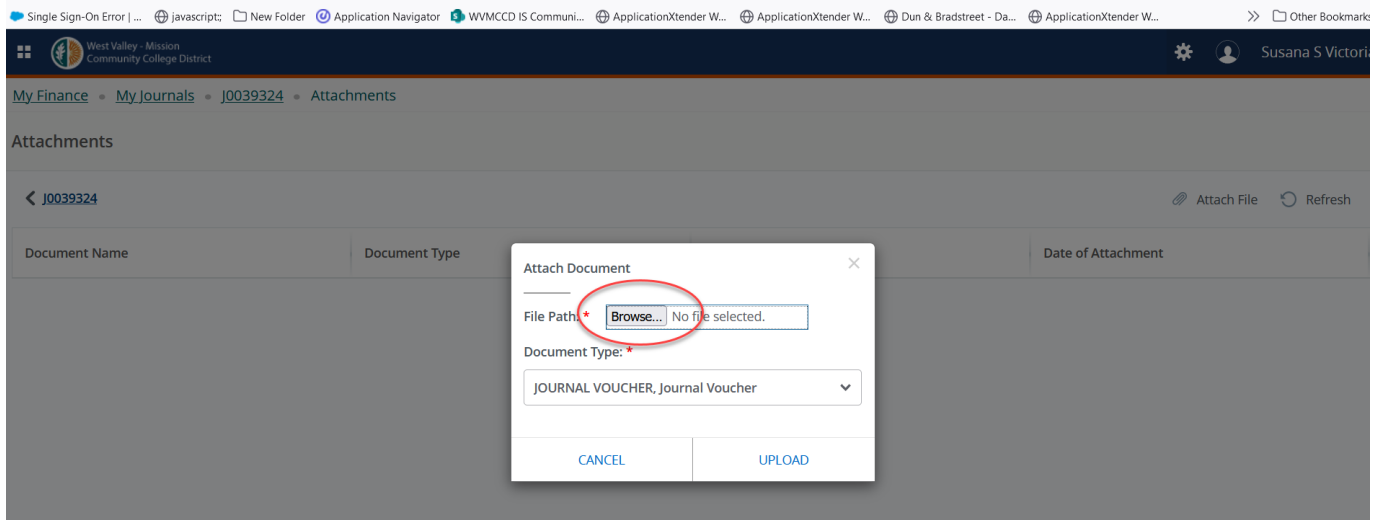 Single Sign-On Error | ... javascript:; New Folder Application Navigator WVMCCD IS Communi... ApplicationXtender W... ApplicationXtender W... Dun & Bradstreet - Da... ApplicationXtender W... >> Other Bookmarks
West Valley - Mission
Community College District
Susana S Victoria
My Finance • My Journals • J0039324 • Attachments
Attachments
J0039324 Attach File Refresh
Document Name Document Type Date of Attachment
Attach Document ×
File Path: * Browse... No file selected.
Document Type: *
JOURNAL VOUCHER, Journal Voucher
CANCEL UPLOAD